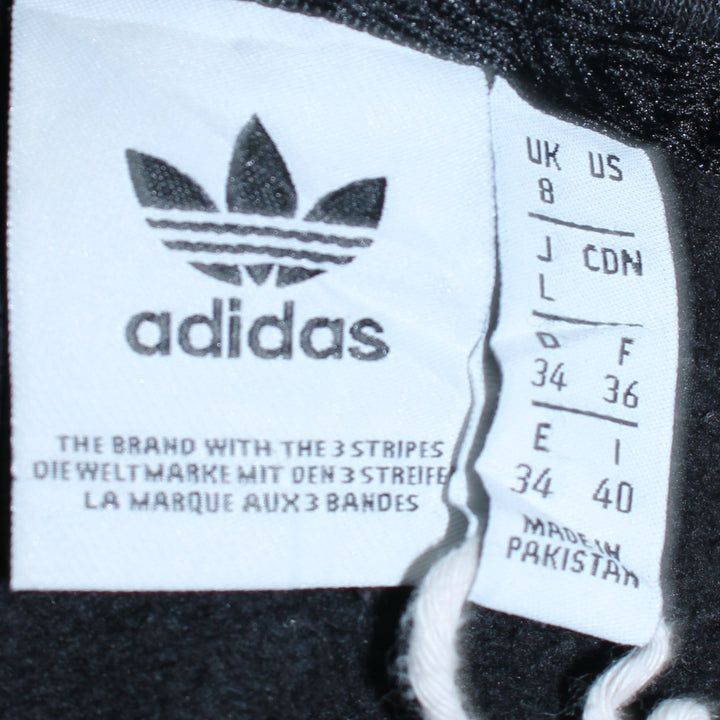 adidas
THE BRAND WITH THE 3 STRIPES
DIE WELTMARKE MIT DEN 3 STREIFE
LA MARQUE AUX 3 BANDES
UK US
8
J CDN
L
D F
34 36
E I
34 40
MADE IN
PAKISTAN